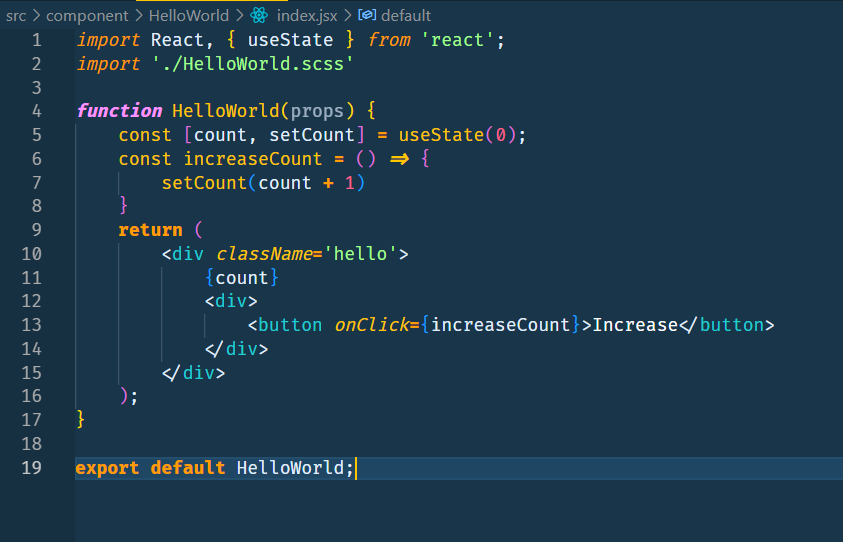 src > component > HelloWorld > index.jsx > default
1 import React, { useState } from 'react';
2 import './HelloWorld.scss'
3
4 function HelloWorld(props) {
5     const [count, setCount] = useState(0);
6     const increaseCount = () => {
7         setCount(count + 1)
8     }
9     return (
10         <div className='hello'>
11             {count}
12             <div>
13                 <button onClick={increaseCount}>Increase</button>
14             </div>
15         </div>
16     );
17 }
18
19 export default HelloWorld;